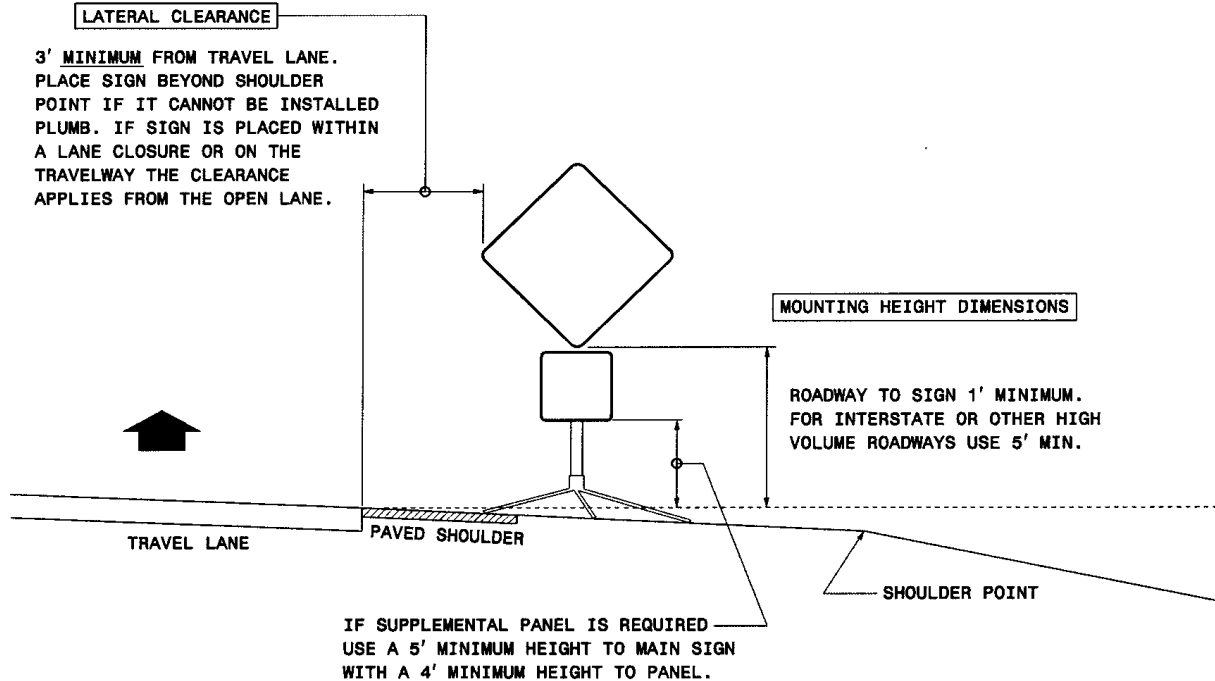 LATERAL CLEARANCE
3' MINIMUM FROM TRAVEL LANE.
PLACE SIGN BEYOND SHOULDER
POINT IF IT CANNOT BE INSTALLED
PLUMB. IF SIGN IS PLACED WITHIN
A LANE CLOSURE OR ON THE
TRAVELWAY THE CLEARANCE
APPLIES FROM THE OPEN LANE.
MOUNTING HEIGHT DIMENSIONS
ROADWAY TO SIGN 1' MINIMUM.
FOR INTERSTATE OR OTHER HIGH
VOLUME ROADWAYS USE 5' MIN.
TRAVEL LANE
PAVED SHOULDER
SHOULDER POINT
IF SUPPLEMENTAL PANEL IS REQUIRED
USE A 5' MINIMUM HEIGHT TO MAIN SIGN
WITH A 4' MINIMUM HEIGHT TO PANEL.